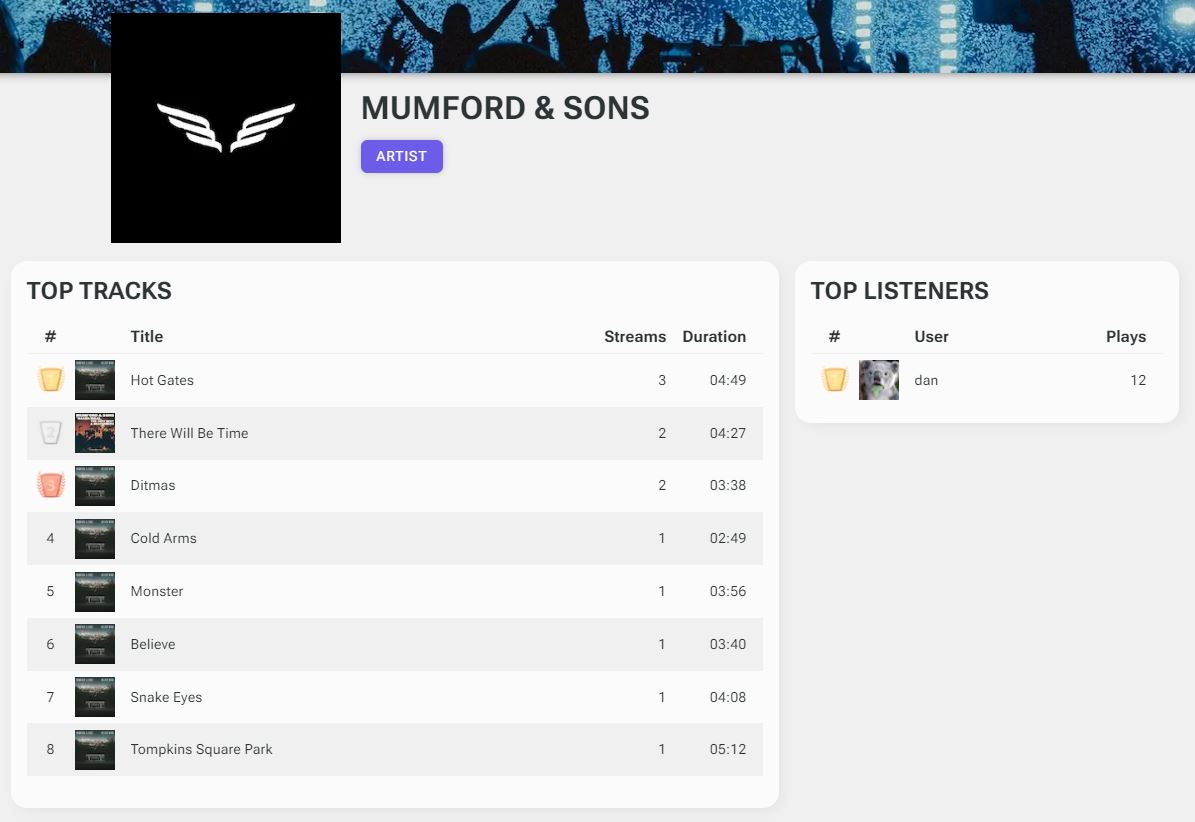 MUMFORD & SONS
ARTIST
TOP TRACKS
# Title Streams Duration
1 Hot Gates 3 04:49
2 There Will Be Time 2 04:27
3 Ditmas 2 03:38
4 Cold Arms 1 02:49
5 Monster 1 03:56
6 Believe 1 03:40
7 Snake Eyes 1 04:08
8 Tompkins Square Park 1 05:12
TOP LISTENERS
# User Plays
1 dan 12